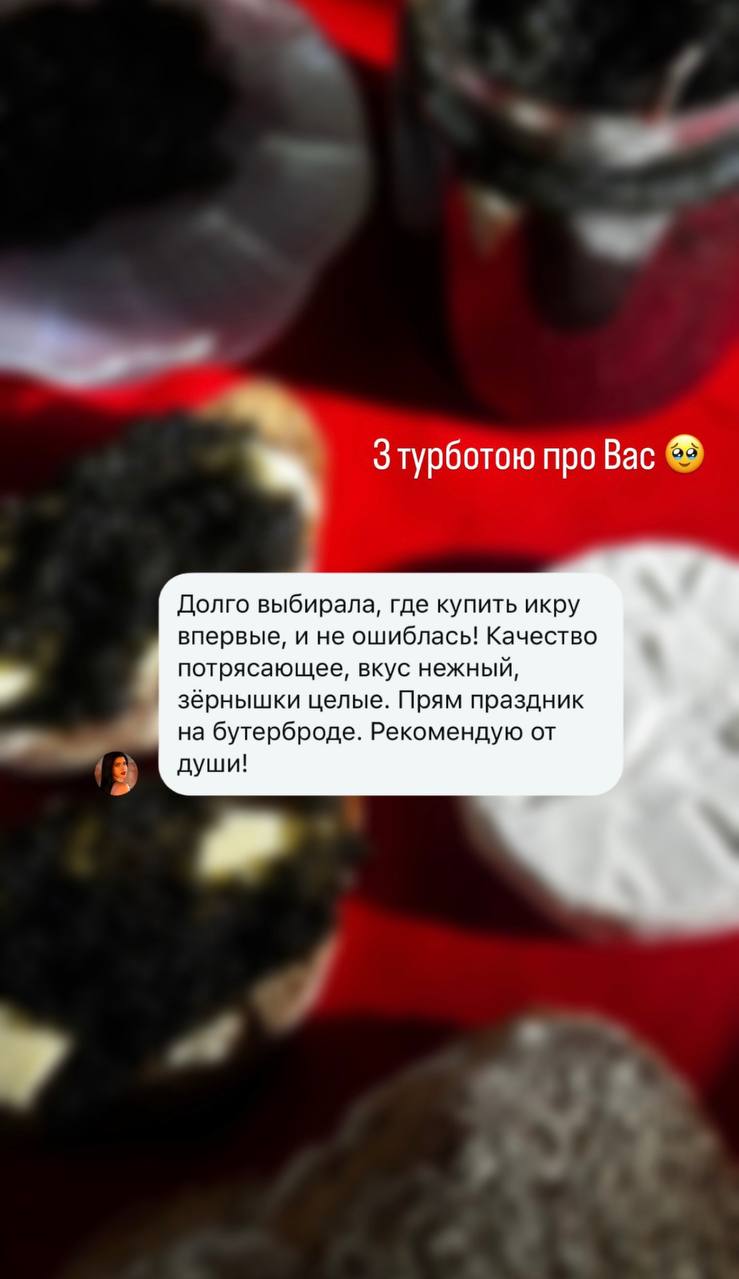 З турботою про Вас 🥹
Долго выбирала, где купить икру
впервые, и не ошиблась! Качество
потрясающее, вкус нежный,
зёрнышки целые. Прям праздник
на бутерброде. Рекомендую от
души!